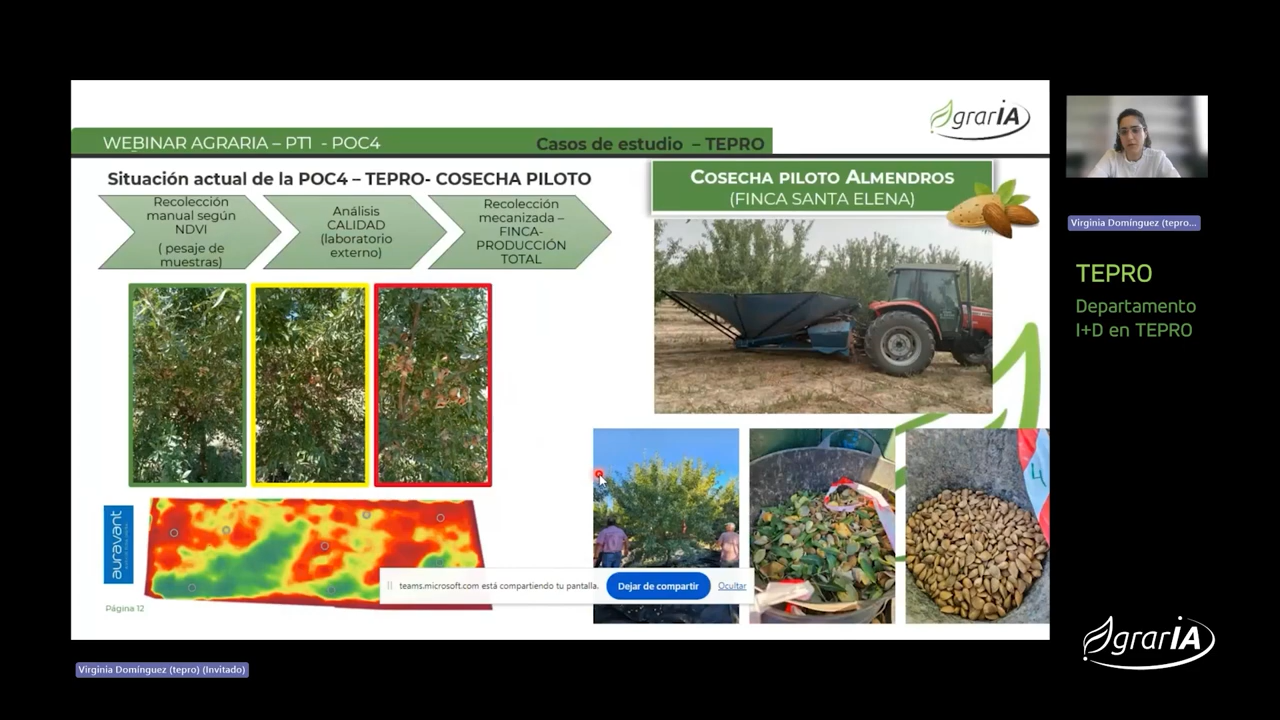 AgrarIA
WEBINAR AGRARIA – PT1 - POC4
Casos de estudio – TEPRO
Situación actual de la POC4 – TEPRO- COSECHA PILOTO
Recolección
manual según
NDVI
( pesaje de
muestras)
Análisis
CALIDAD
(laboratorio
externo)
Recolección
mecanizada –
FINCA-
PRODUCCIÓN
TOTAL
COSECHA PILOTO ALMENDROS
(FINCA SANTA ELENA)
4
auravant
teams.microsoft.com está compartiendo tu pantalla.
Dejar de compartir
Ocultar
Página 12
Virginia Domínguez (tepro...
TEPRO
Departamento
I+D en TEPRO
AgrarIA
Virginia Domínguez (tepro) (Invitado)